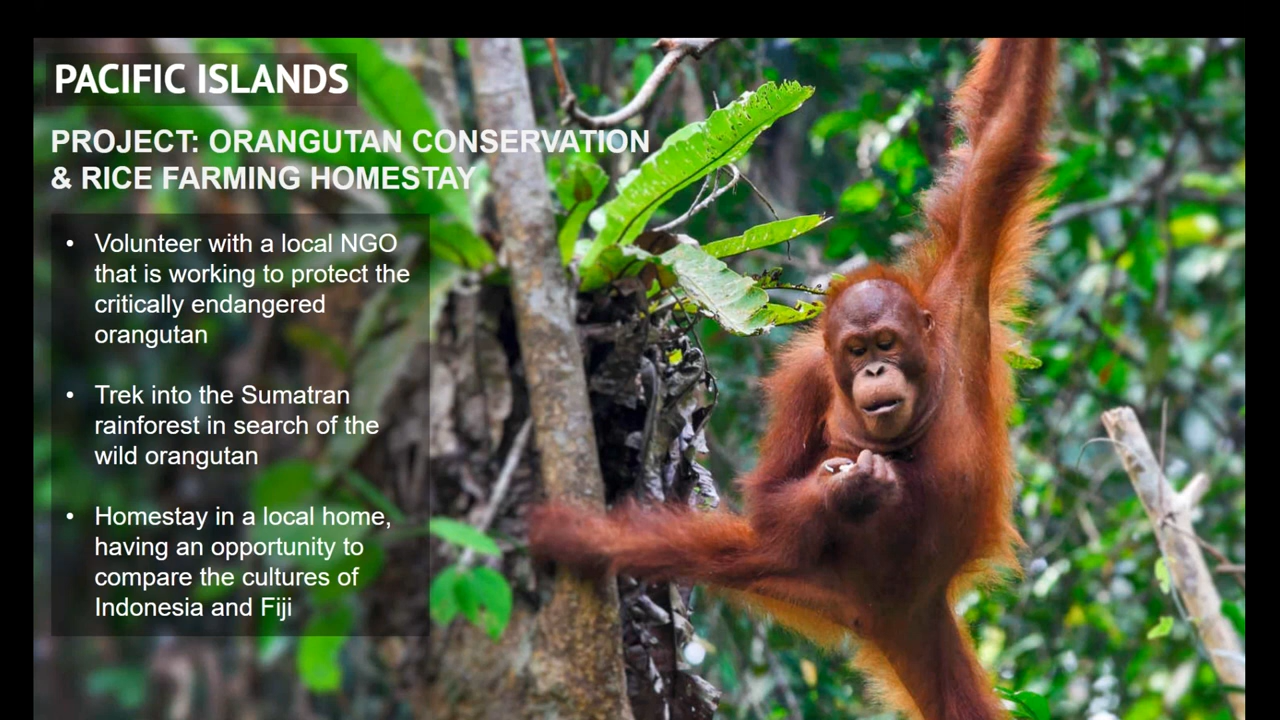 PACIFIC ISLANDS
PROJECT: ORANGUTAN CONSERVATION
& RICE FARMING HOMESTAY
• Volunteer with a local NGO
that is working to protect the
critically endangered
orangutan
• Trek into the Sumatran
rainforest in search of the
wild orangutan
• Homestay in a local home,
having an opportunity to
compare the cultures of
Indonesia and Fiji